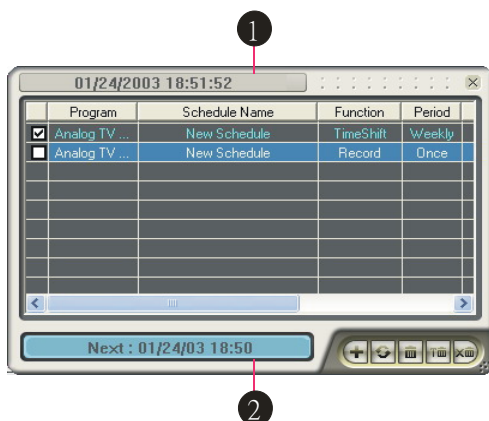 1
01/24/2003 18:51:52
Program Schedule Name Function Period
Analog TV ... New Schedule TimeShift Weekly
Analog TV ... New Schedule Record Once
Next : 01/24/03 18:50
2